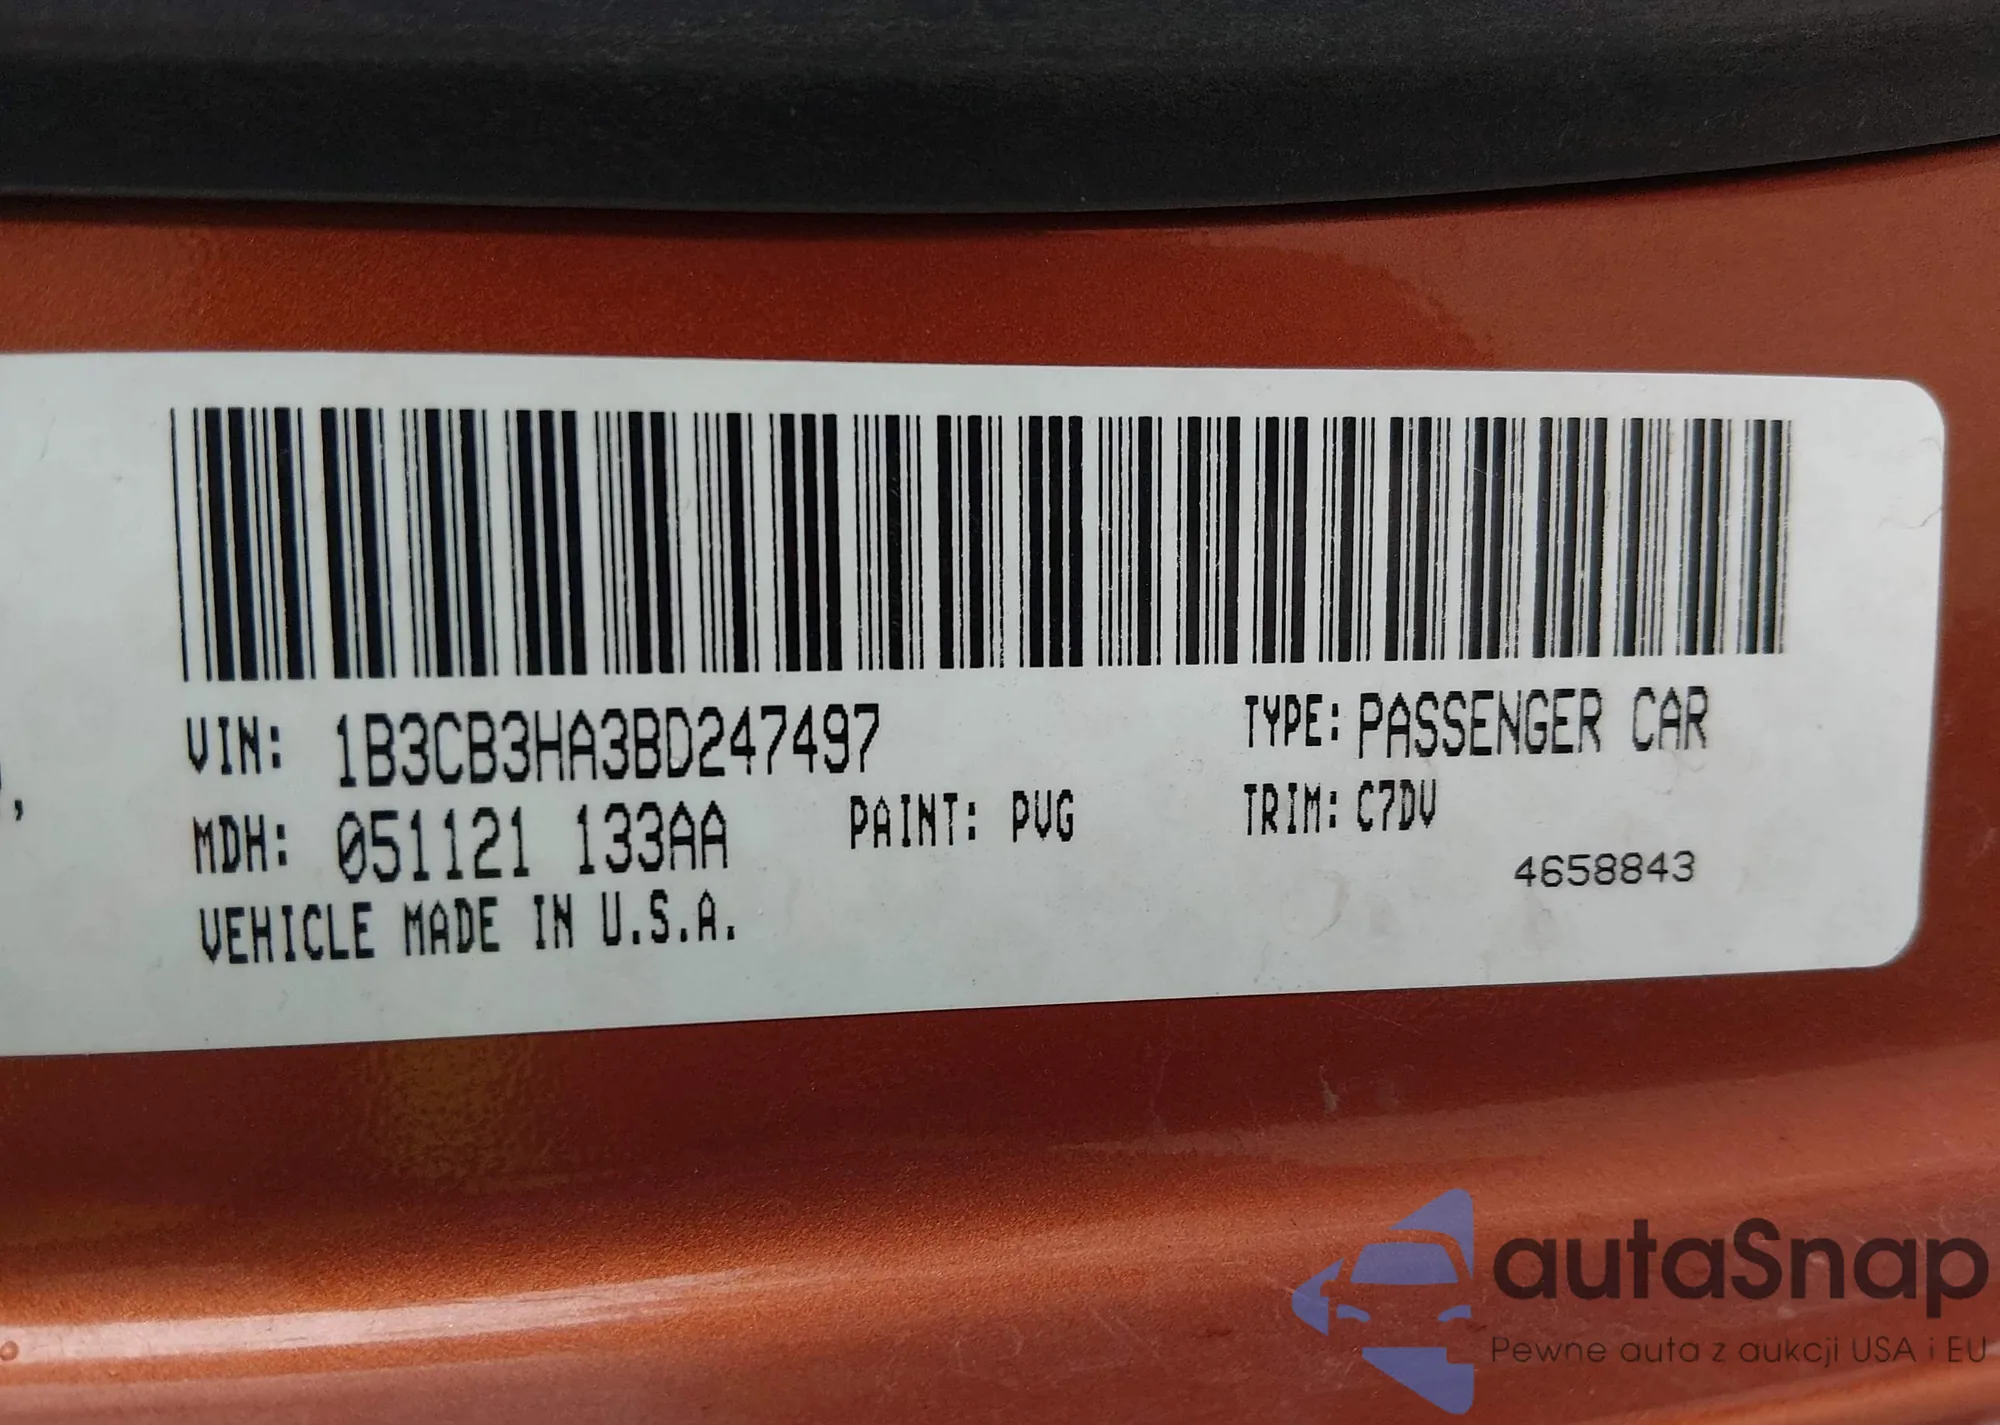 VIN: 1B3CB3HA3BD247497 TYPE: PASSENGER CAR
MDH: 051121 133AA PAINT: PVG TRIM: C7DV
4658843
VEHICLE MADE IN U.S.A.
autaSnap
Pewne auta z aukcji USA i EU